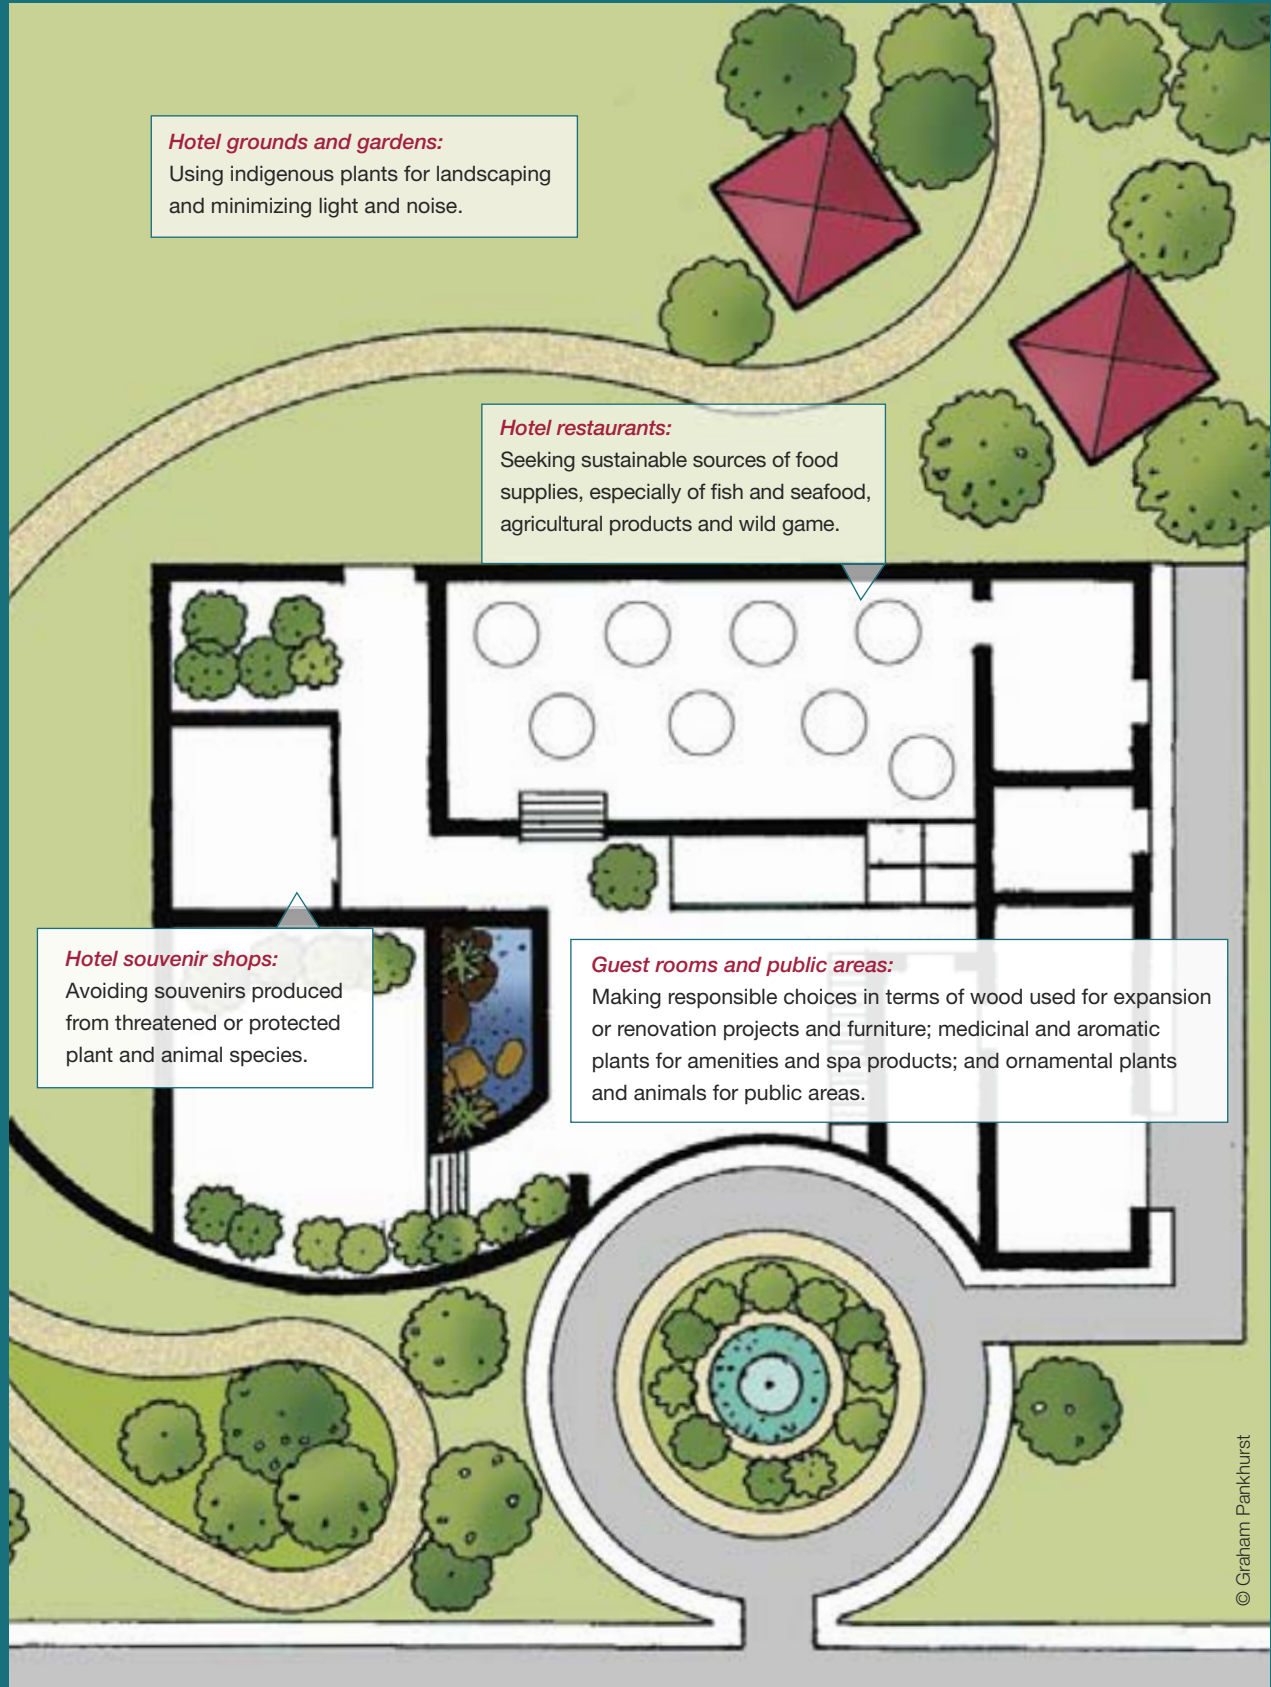 Hotel grounds and gardens:
Using indigenous plants for landscaping
and minimizing light and noise.
Hotel restaurants:
Seeking sustainable sources of food
supplies, especially of fish and seafood,
agricultural products and wild game.
Hotel souvenir shops:
Avoiding souvenirs produced
from threatened or protected
plant and animal species.
Guest rooms and public areas:
Making responsible choices in terms of wood used for expansion
or renovation projects and furniture; medicinal and aromatic
plants for amenities and spa products; and ornamental plants
and animals for public areas.
© Graham Pankhurst